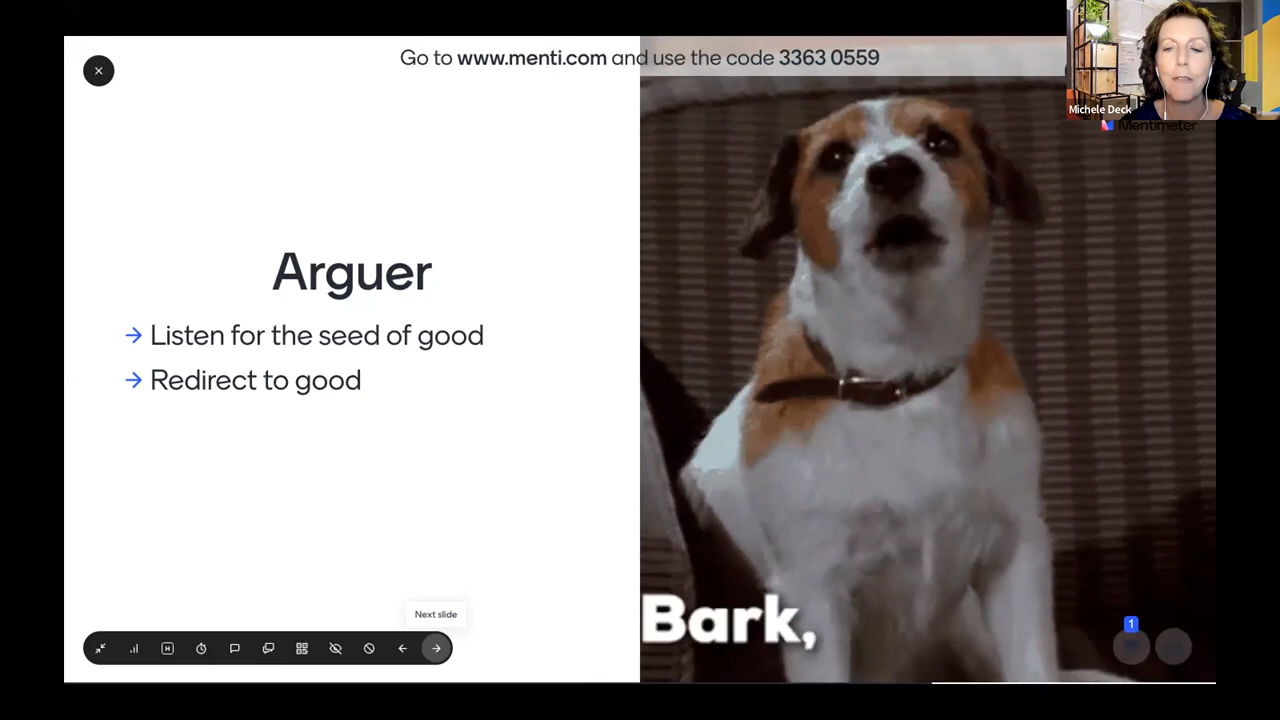 Go to www.menti.com and use the code 3363 0559
Michele Deck
Mentimeter
Arguer
→ Listen for the seed of good
→ Redirect to good
Bark,
Next slide
1
H